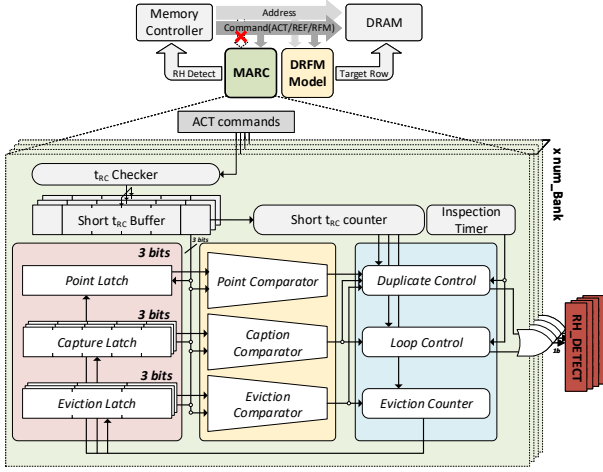 Memory
Controller
Address
Command(ACT/REF/RFM)
DRAM
RH Detect
MARC
DRFM
Model
Target Row
ACT commands
x num_Bank
tRC Checker
Short tRC Buffer
Short tRC counter
Inspection
Timer
3 bits
3 bits
Point Latch
Point Comparator
Duplicate Control
3 bits
Capture Latch
Caption
Comparator
Loop Control
1b
RH_DETECT
3 bits
Eviction Latch
Eviction
Comparator
Eviction Counter